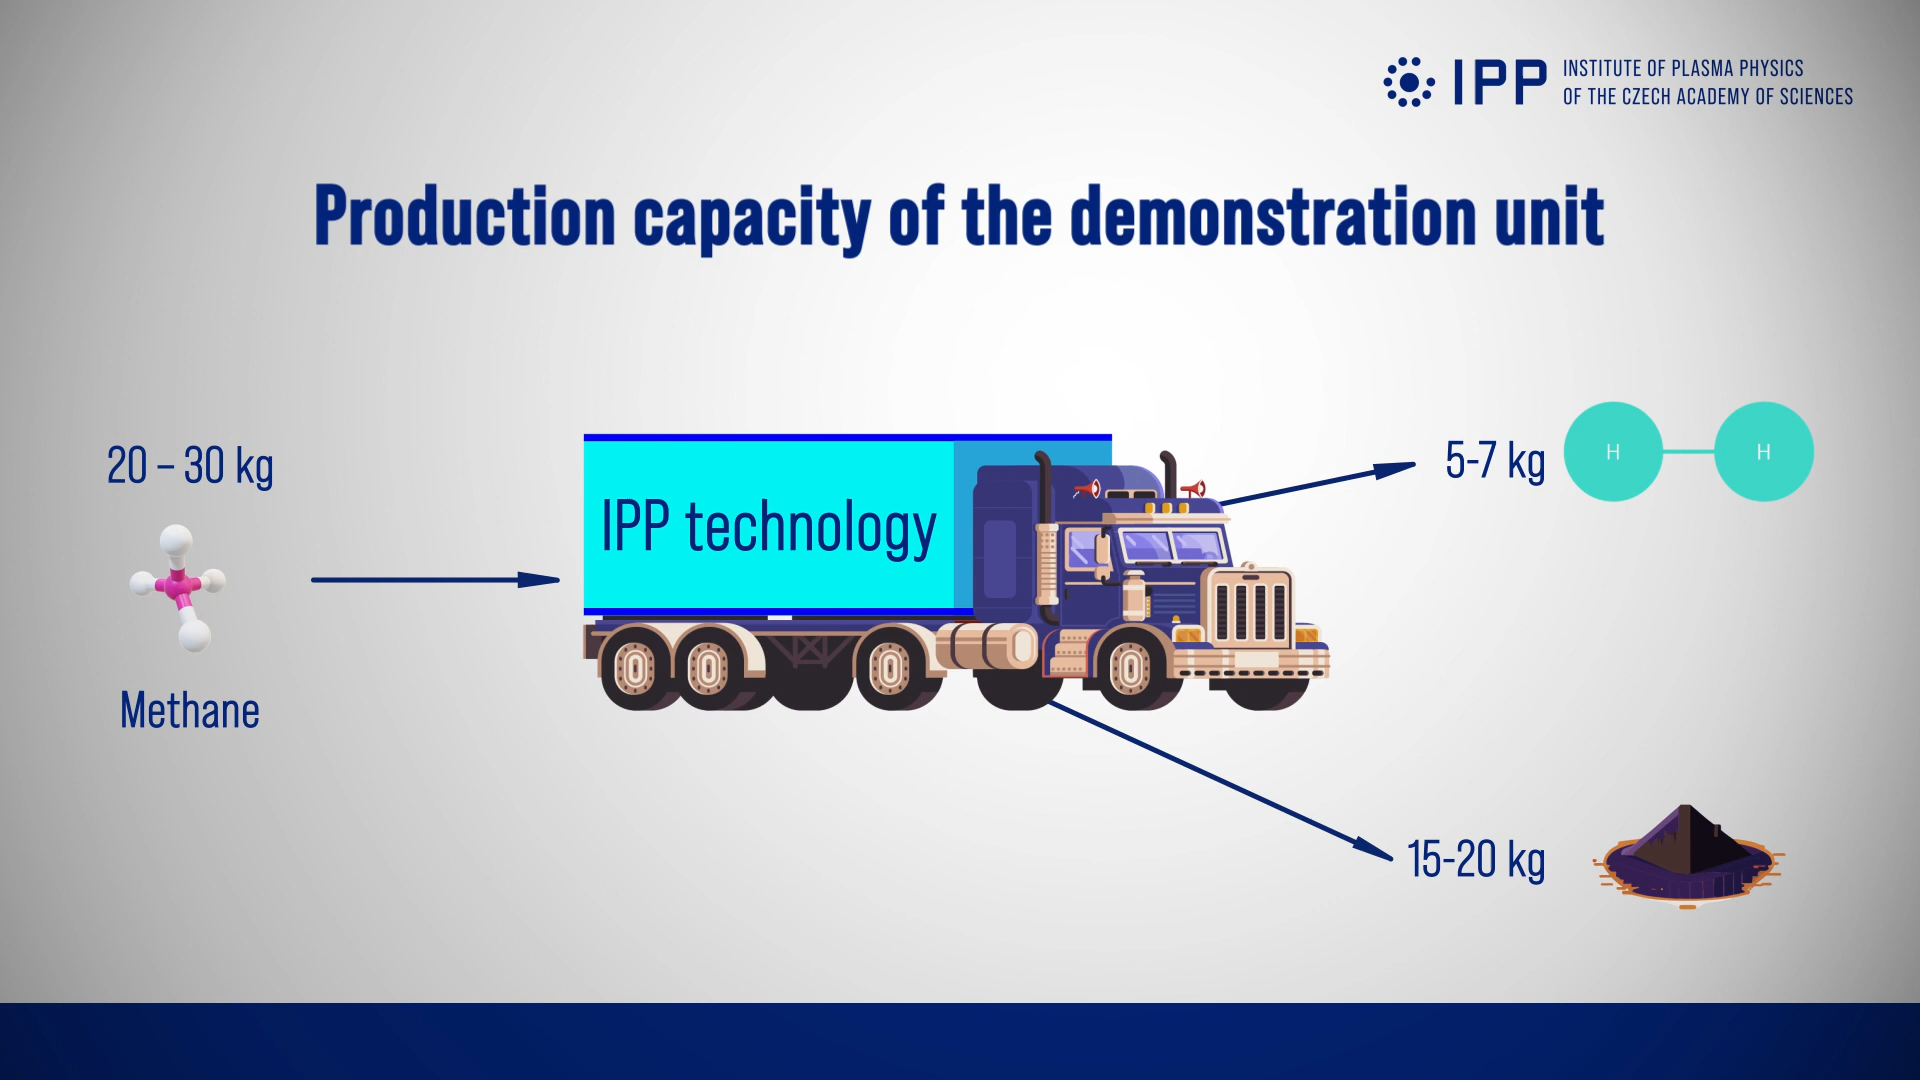 IPP
INSTITUTE OF PLASMA PHYSICS
OF THE CZECH ACADEMY OF SCIENCES
Production capacity of the demonstration unit
20 – 30 kg
Methane
IPP technology
5-7 kg
H
H
15-20 kg